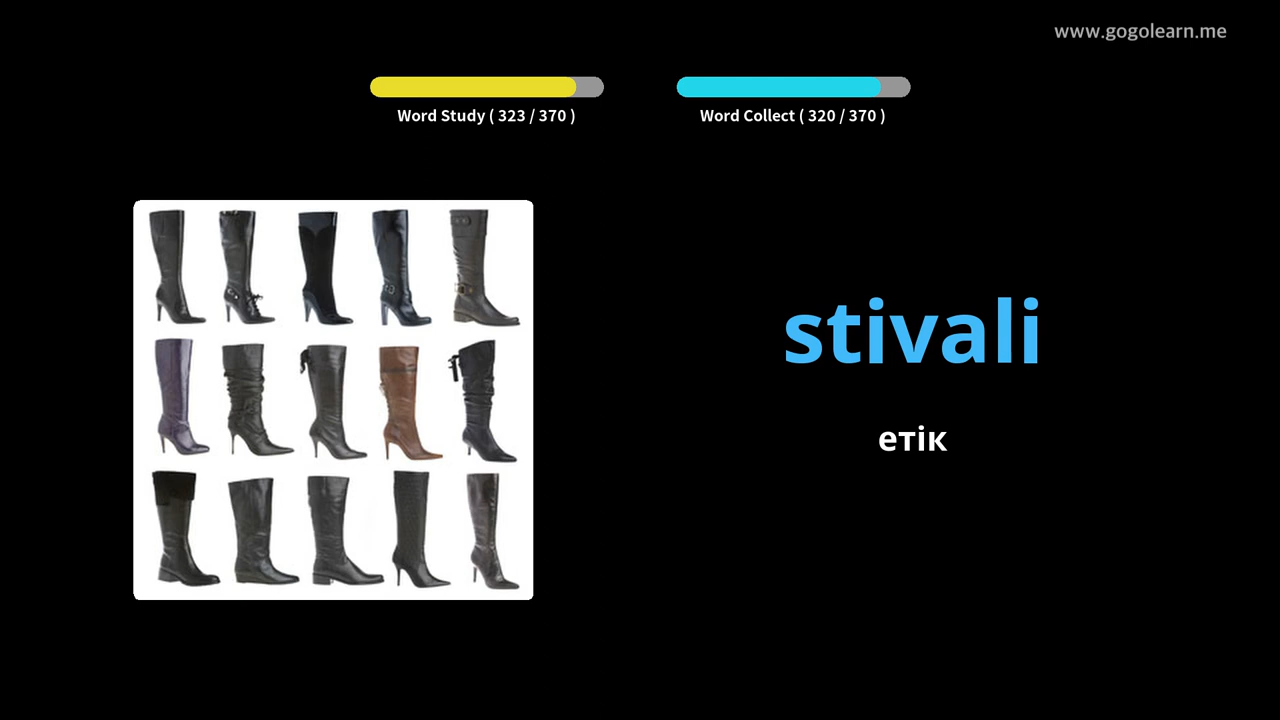 www.gogolearn.me
Word Study ( 323 / 370 )
Word Collect ( 320 / 370 )
stivali
етік